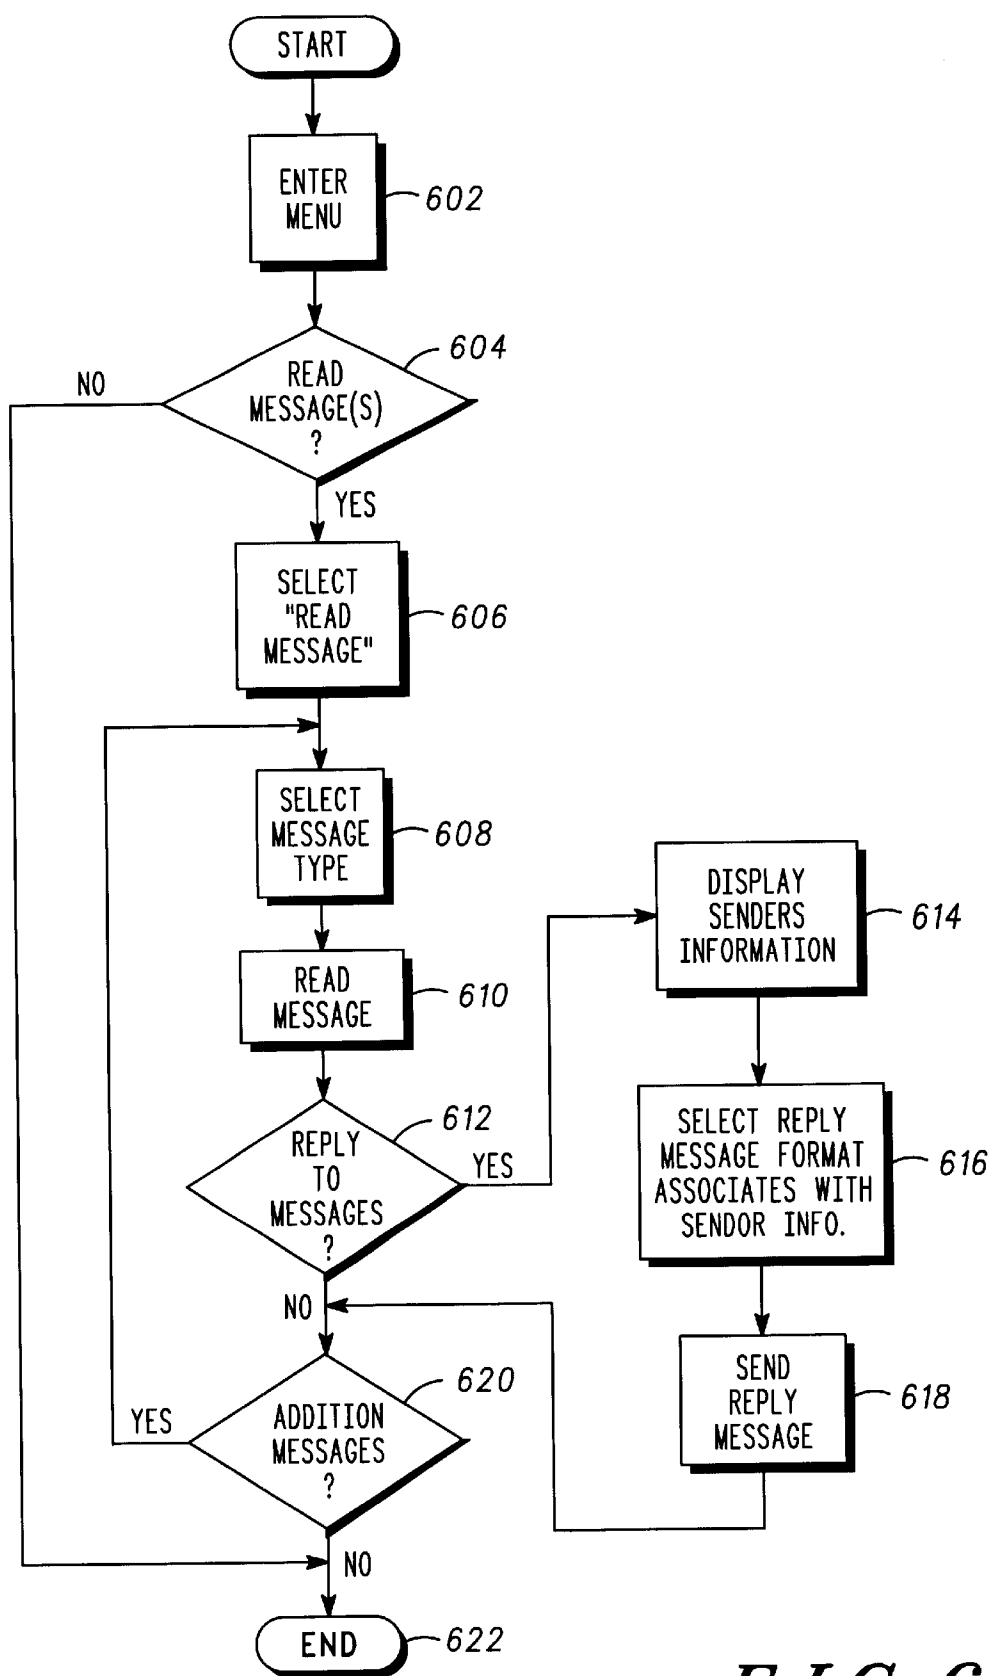 START
ENTER
MENU
602
READ
MESSAGE(S)
?
604
NO
YES
SELECT
"READ
MESSAGE"
606
SELECT
MESSAGE
TYPE
608
READ
MESSAGE
610
REPLY
TO
MESSAGES
?
612
YES
NO
DISPLAY
SENDERS
INFORMATION
614
SELECT REPLY
MESSAGE FORMAT
ASSOCIATES WITH
SENDOR INFO.
616
SEND
REPLY
MESSAGE
618
ADDITION
MESSAGES
?
620
YES
NO
END
622